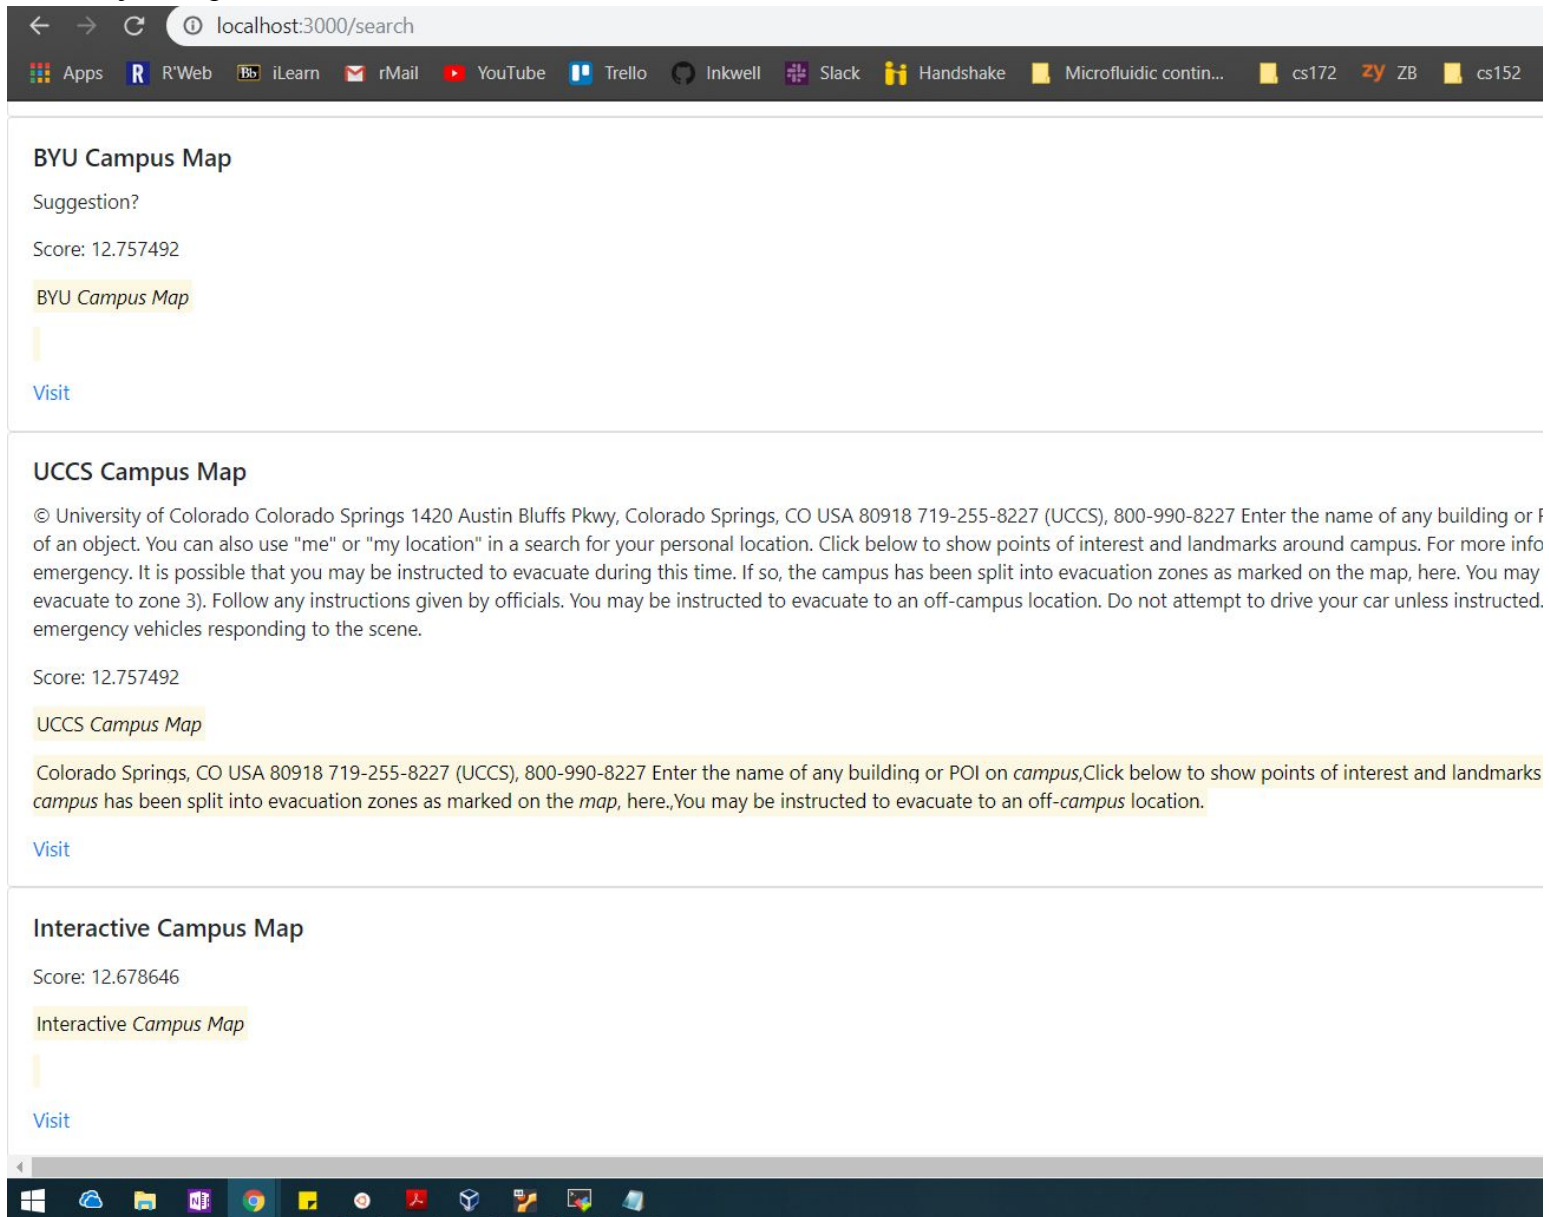 localhost:3000/search
Apps R R'Web Bb iLearn rMail YouTube Trello Inkwell Slack Handshake Microfluidic contin... cs172 zy ZB cs152
BYU Campus Map
Suggestion?
Score: 12.757492
BYU Campus Map
Visit
UCCS Campus Map
© University of Colorado Colorado Springs 1420 Austin Bluffs Pkwy, Colorado Springs, CO USA 80918 719-255-8227 (UCCS), 800-990-8227 Enter the name of any building or
of an object. You can also use "me" or "my location" in a search for your personal location. Click below to show points of interest and landmarks around campus. For more info
emergency. It is possible that you may be instructed to evacuate during this time. If so, the campus has been split into evacuation zones as marked on the map, here. You may
evacuate to zone 3). Follow any instructions given by officials. You may be instructed to evacuate to an off-campus location. Do not attempt to drive your car unless instructed.
emergency vehicles responding to the scene.
Score: 12.757492
UCCS Campus Map
Colorado Springs, CO USA 80918 719-255-8227 (UCCS), 800-990-8227 Enter the name of any building or POI on campus,Click below to show points of interest and landmarks
campus has been split into evacuation zones as marked on the map, here.,You may be instructed to evacuate to an off-campus location.
Visit
Interactive Campus Map
Score: 12.678646
Interactive Campus Map
Visit